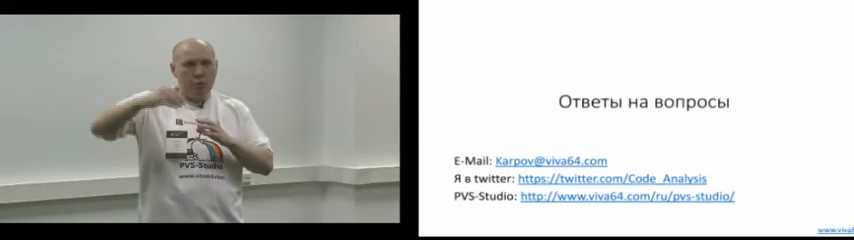 PVS-Studio
www.viva64.com
Ответы на вопросы
E-Mail: Karpov@viva64.com
Я в twitter: https://twitter.com/Code_Analysis
PVS-Studio: http://www.viva64.com/ru/pvs-studio/